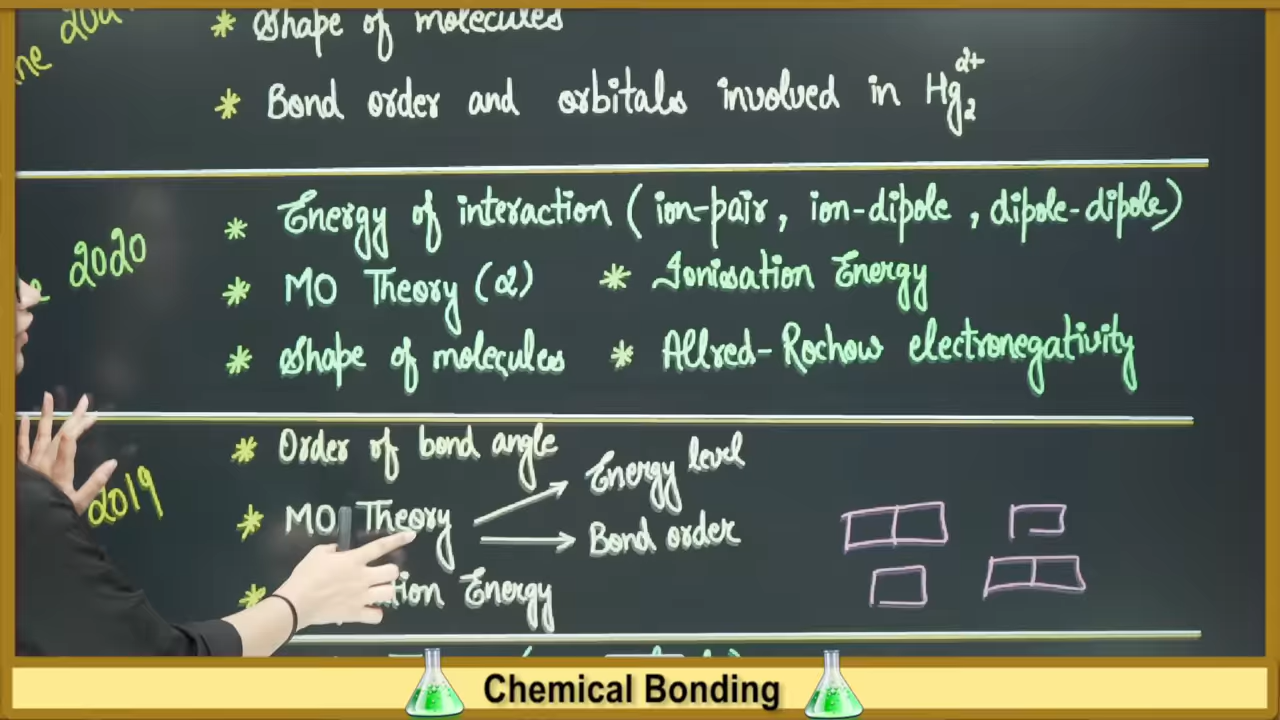 * Shape of molecules
* Bond order and orbitals involved in Hg₂²⁺
2020
* Energy of interaction (ion-pair, ion-dipole, dipole-dipole)
* MO Theory (2) * Ionisation Energy
* Shape of molecules * Allred-Rochow electronegativity
2019
* Order of bond angle
* MO Theory → Energy level
→ Bond order
* Energy
Chemical Bonding